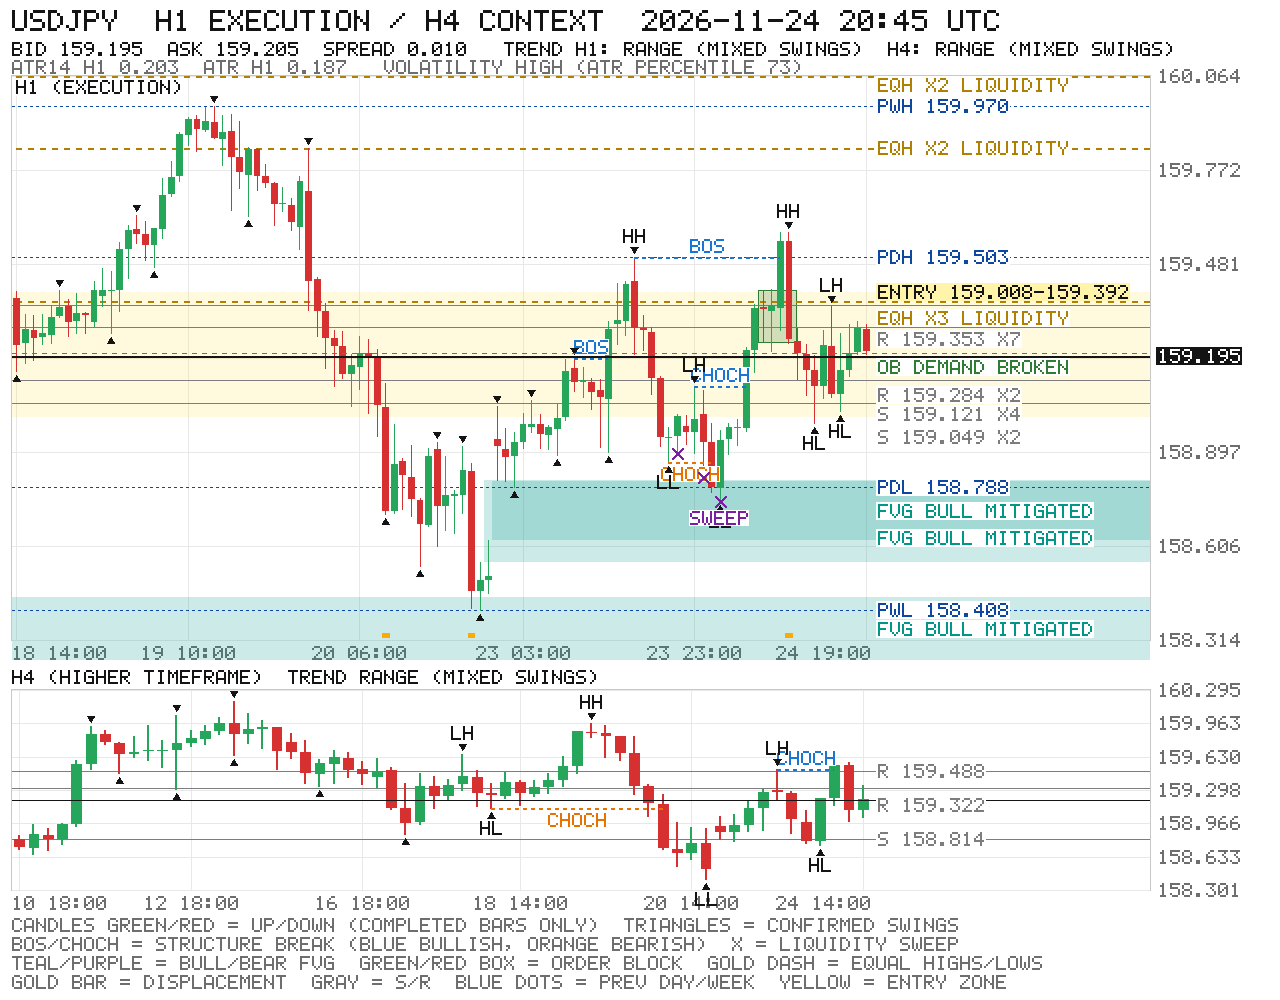 USDJPY  H1 EXECUTION / H4 CONTEXT  2026-11-24 20:45 UTC
BID 159.195  ASK 159.205  SPREAD 0.010  TREND H1: RANGE (MIXED SWINGS)  H4: RANGE (MIXED SWINGS)
ATR14 H1 0.203  ATR H1 0.187  VOLATILITY HIGH (ATR PERCENTILE 73)
H1 (EXECUTION)
160.064
EQH X2 LIQUIDITY
PWH 159.970
EQH X2 LIQUIDITY
159.772
HH
HH
BOS
PDH 159.503
159.481
LH
ENTRY 159.008-159.392
EQH X3 LIQUIDITY
R 159.353 X7
BOS
159.195
LH
CHOCH
OB DEMAND BROKEN
R 159.284 X2
S 159.121 X4
HL
HL
S 159.049 X2
158.897
CHOCH
LL
PDL 158.788
SWEEP
FVG BULL MITIGATED
FVG BULL MITIGATED
158.606
PWL 158.408
FVG BULL MITIGATED
158.314
18 14:00  19 10:00  20 06:00  23 03:00  23 23:00  24 19:00
H4 (HIGHER TIMEFRAME)  TREND RANGE (MIXED SWINGS)
160.295
HH
159.963
LH
LH
CHOCH
159.630
R 159.488
159.298
R 159.322
HL
CHOCH
158.966
S 158.814
HL
158.633
158.301
LL
10 18:00  12 18:00  16 18:00  18 14:00  20 14:00  24 14:00
CANDLES GREEN/RED = UP/DOWN (COMPLETED BARS ONLY)  TRIANGLES = CONFIRMED SWINGS
BOS/CHOCH = STRUCTURE BREAK (BLUE BULLISH, ORANGE BEARISH)  X = LIQUIDITY SWEEP
TEAL/PURPLE = BULL/BEAR FVG  GREEN/RED BOX = ORDER BLOCK  GOLD DASH = EQUAL HIGHS/LOWS
GOLD BAR = DISPLACEMENT  GRAY = S/R  BLUE DOTS = PREV DAY/WEEK  YELLOW = ENTRY ZONE